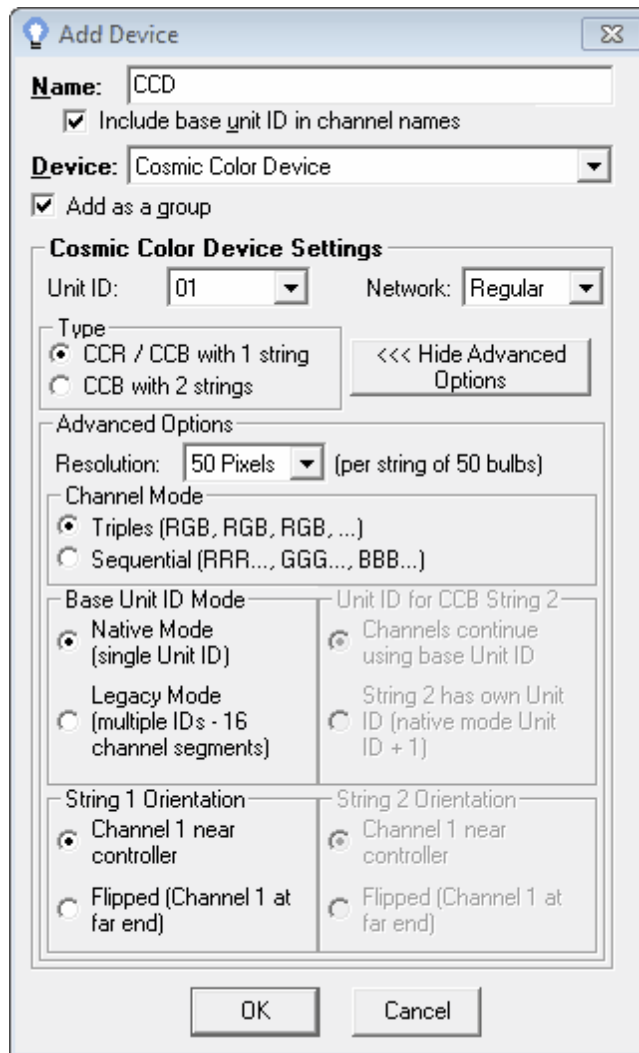 Add Device
Name: CCD
Include base unit ID in channel names
Device: Cosmic Color Device
Add as a group
Cosmic Color Device Settings
Unit ID: 01 Network: Regular
Type
CCR / CCB with 1 string
CCB with 2 strings
<<< Hide Advanced
Options
Advanced Options
Resolution: 50 Pixels (per string of 50 bulbs)
Channel Mode
Triples (RGB, RGB, RGB, ...)
Sequential (RRR..., GGG..., BBB...)
Base Unit ID Mode
Native Mode
(single Unit ID)
Legacy Mode
(multiple IDs - 16
channel segments)
Unit ID for CCB String 2
Channels continue
using base Unit ID
String 2 has own Unit
ID (native mode Unit
ID + 1)
String 1 Orientation
Channel 1 near
controller
Flipped (Channel 1 at
far end)
String 2 Orientation
Channel 1 near
controller
Flipped (Channel 1 at
far end)
OK Cancel